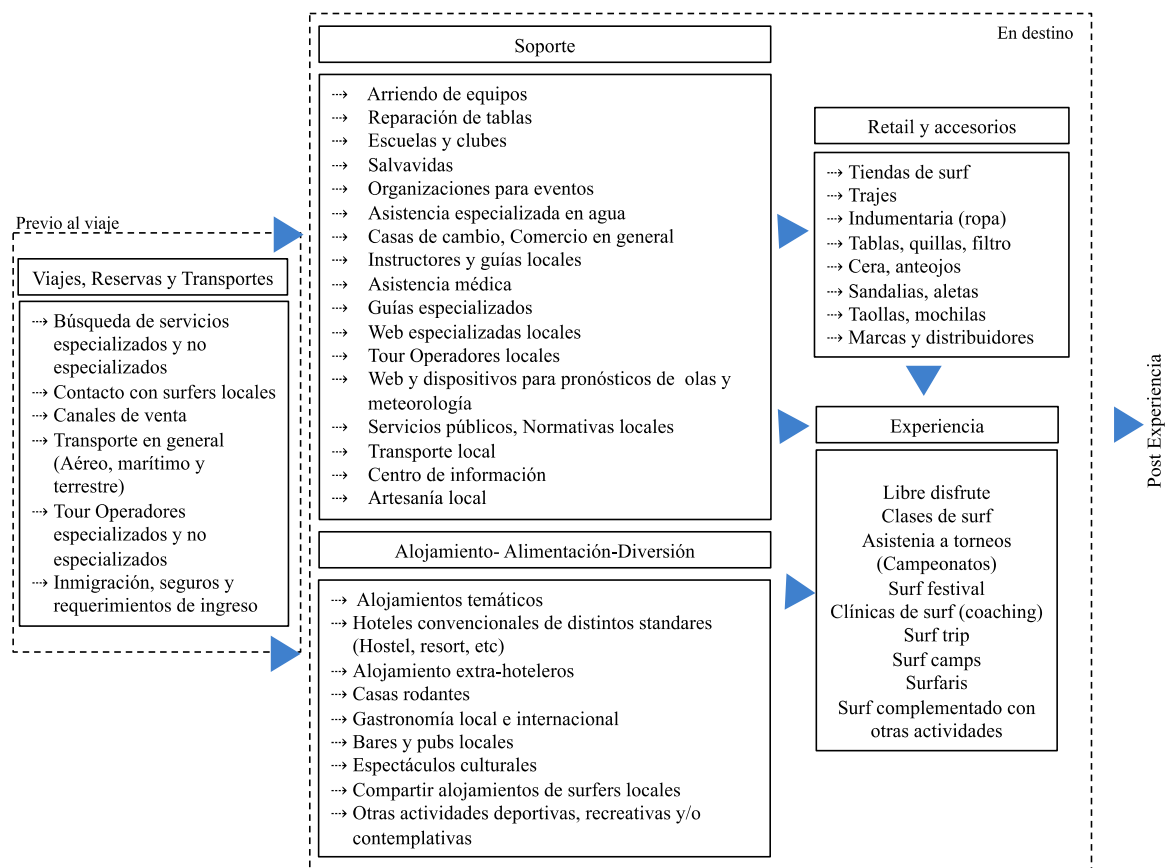 Previo al viaje
Viajes, Reservas y Transportes
⇢ Búsqueda de servicios
especializados y no
especializados
⇢ Contacto con surfers locales
⇢ Canales de venta
⇢ Transporte en general
(Aéreo, marítimo y
terrestre)
⇢ Tour Operadores
especializados y no
especializados
⇢ Inmigración, seguros y
requerimientos de ingreso
En destino
Soporte
⇢ Arriendo de equipos
⇢ Reparación de tablas
⇢ Escuelas y clubes
⇢ Salvavidas
⇢ Organizaciones para eventos
⇢ Asistencia especializada en agua
⇢ Casas de cambio, Comercio en general
⇢ Instructores y guías locales
⇢ Asistencia médica
⇢ Guías especializados
⇢ Web especializadas locales
⇢ Tour Operadores locales
⇢ Web y dispositivos para pronósticos de olas y
meteorología
⇢ Servicios públicos, Normativas locales
⇢ Transporte local
⇢ Centro de información
⇢ Artesanía local
Alojamiento- Alimentación-Diversión
⇢ Alojamientos temáticos
⇢ Hoteles convencionales de distintos standares
(Hostel, resort, etc)
⇢ Alojamiento extra-hoteleros
⇢ Casas rodantes
⇢ Gastronomía local e internacional
⇢ Bares y pubs locales
⇢ Espectáculos culturales
⇢ Compartir alojamientos de surfers locales
⇢ Otras actividades deportivas, recreativas y/o
contemplativas
Retail y accesorios
⇢ Tiendas de surf
⇢ Trajes
⇢ Indumentaria (ropa)
⇢ Tablas, quillas, filtro
⇢ Cera, anteojos
⇢ Sandalias, aletas
⇢ Taollas, mochilas
⇢ Marcas y distribuidores
Experiencia
Libre disfrute
Clases de surf
Asistenia a torneos
(Campeonatos)
Surf festival
Clínicas de surf (coaching)
Surf trip
Surf camps
Surfaris
Surf complementado con
otras actividades
Post Experiencia